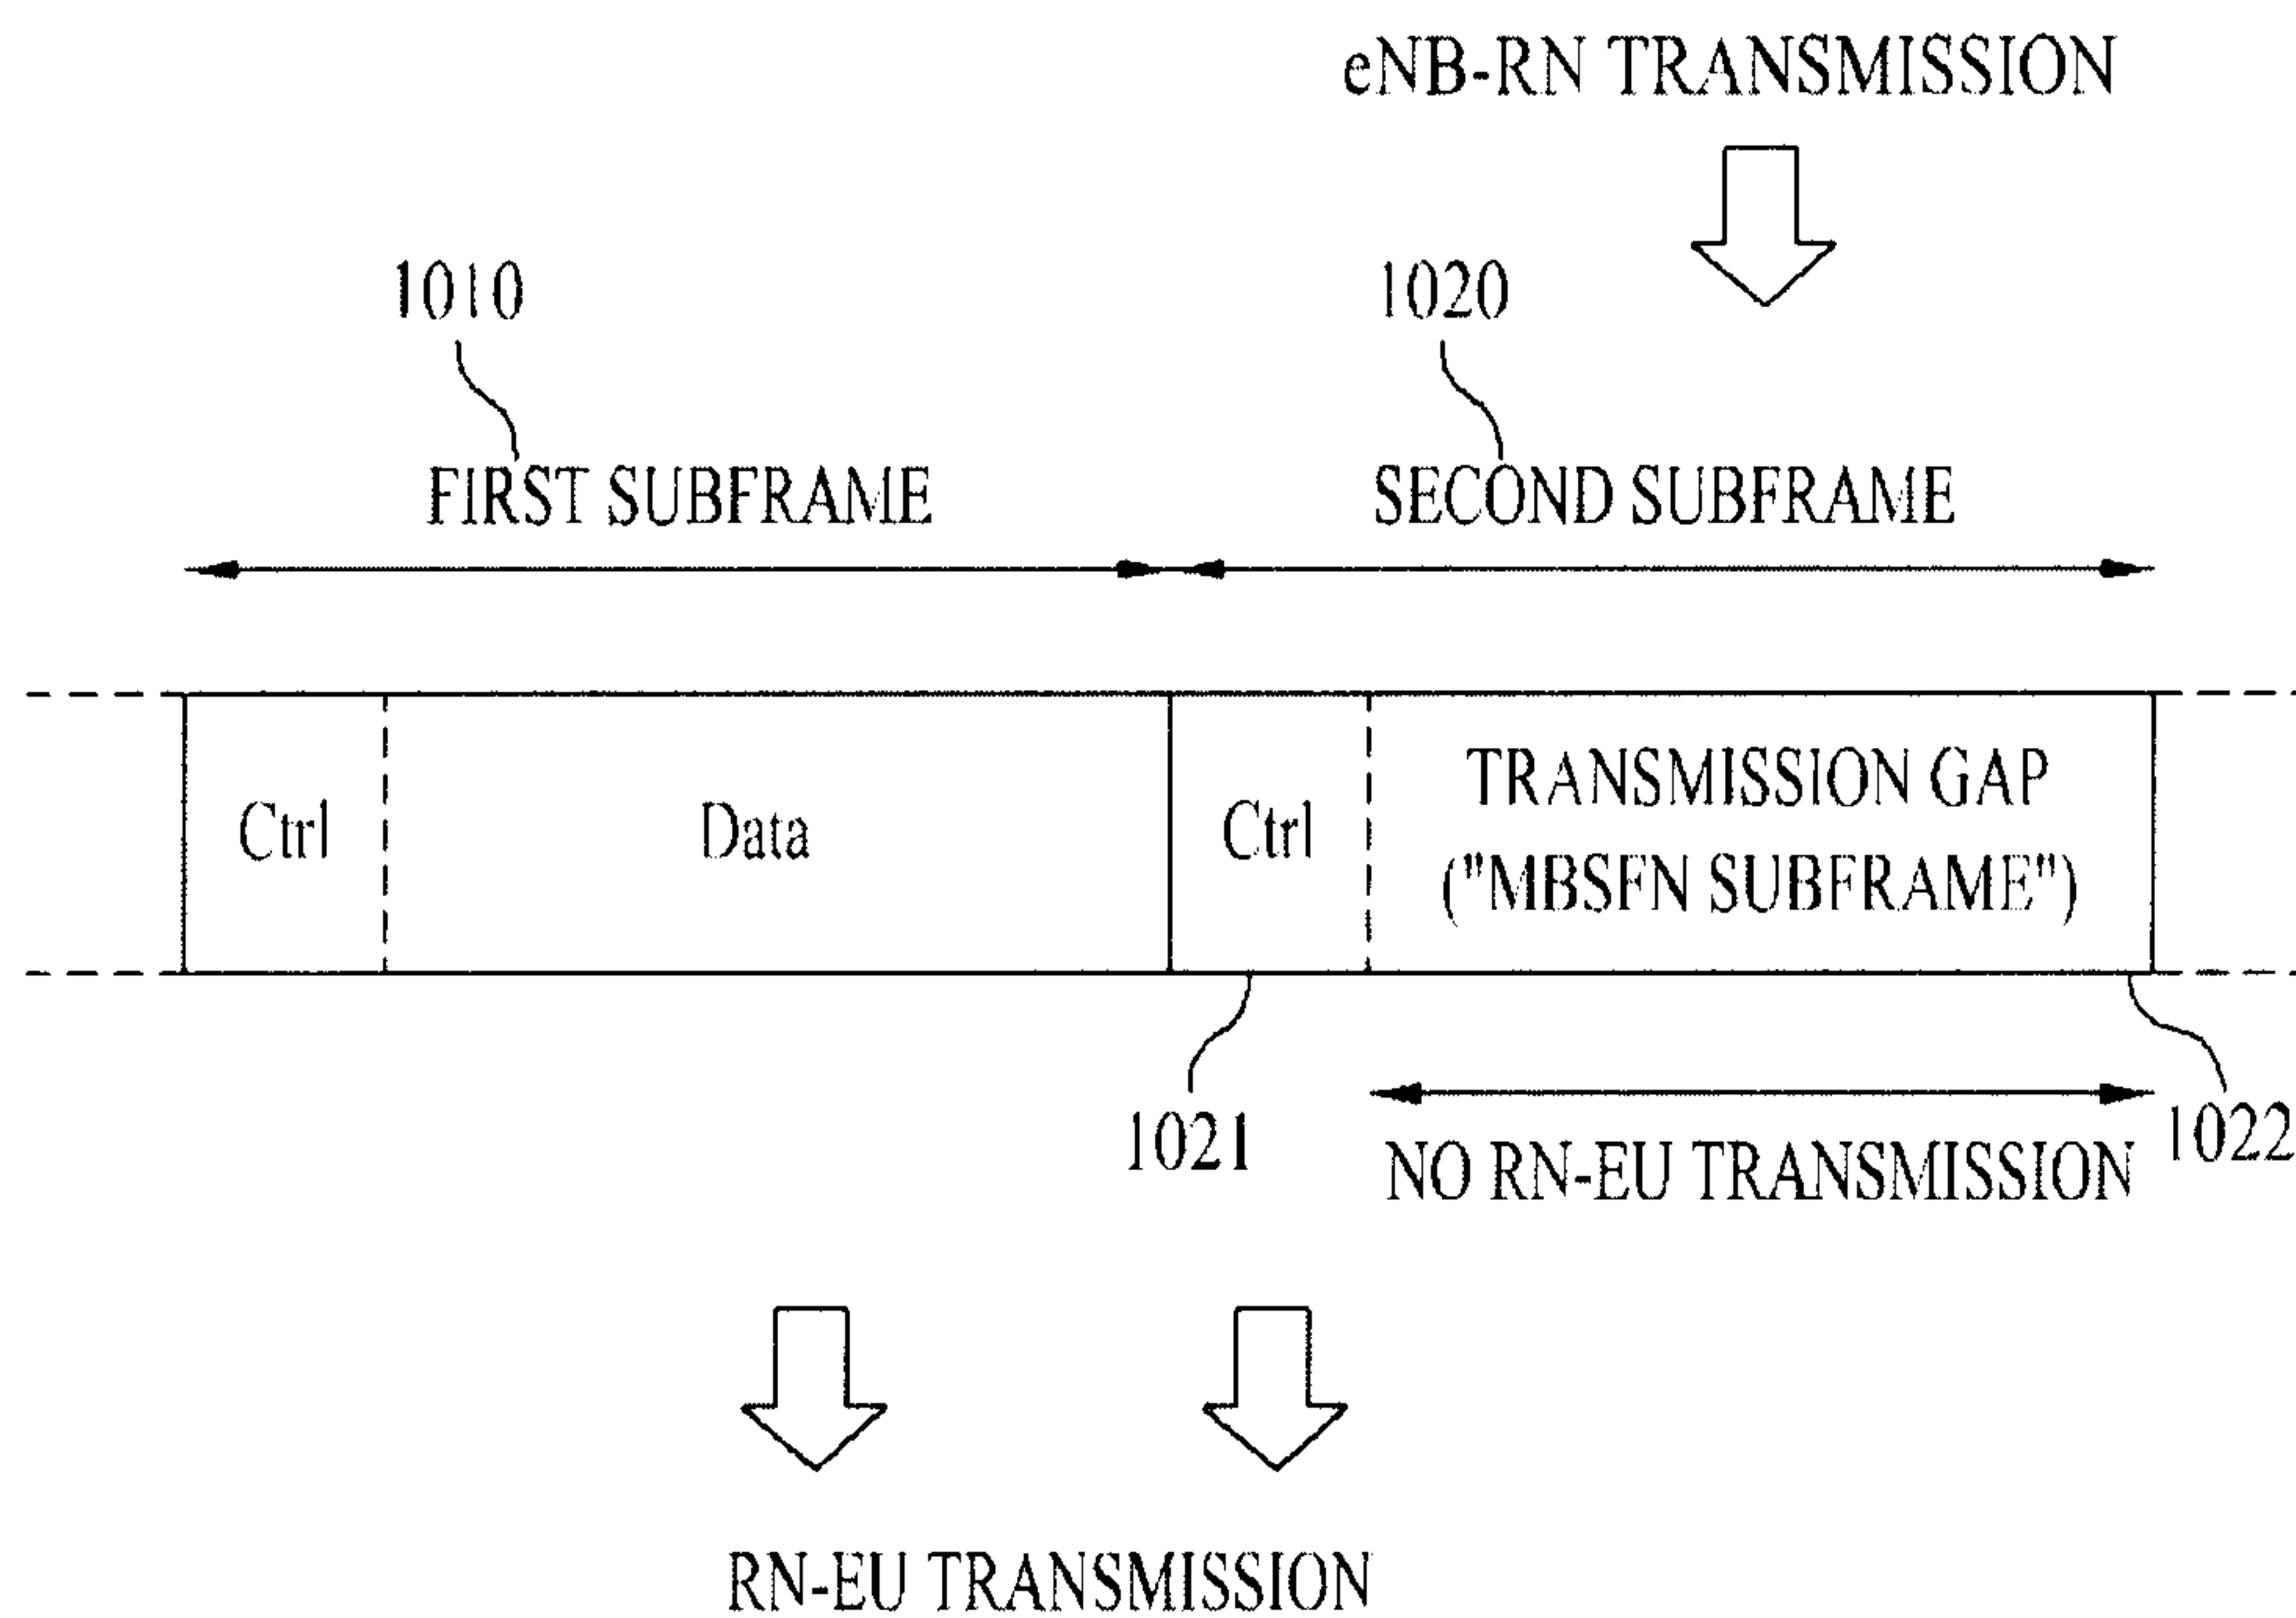 eNB-RN TRANSMISSION
1010
1020
FIRST SUBFRAME
SECOND SUBFRAME
Ctrl
Data
Ctrl
TRANSMISSION GAP
("MBSFN SUBFRAME")
1021
1022
NO RN-EU TRANSMISSION
RN-EU TRANSMISSION